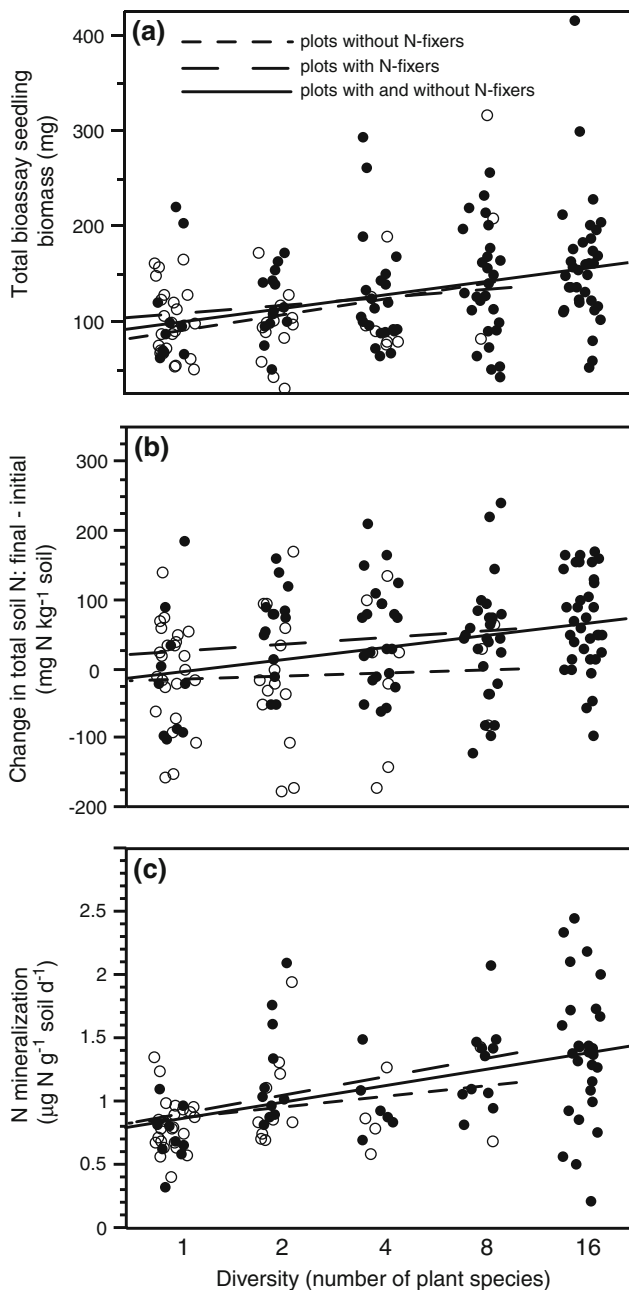 (a)
plots without N-fixers
plots with N-fixers
plots with and without N-fixers
400
300
200
100
Total bioassay seedling
biomass (mg)
(b)
300
200
100
0
-100
-200
Change in total soil N: final - initial
(mg N kg⁻¹ soil)
(c)
2.5
2
1.5
1
0.5
0
N mineralization
(µg N g⁻¹ soil d⁻¹)
1 2 4 8 16
Diversity (number of plant species)